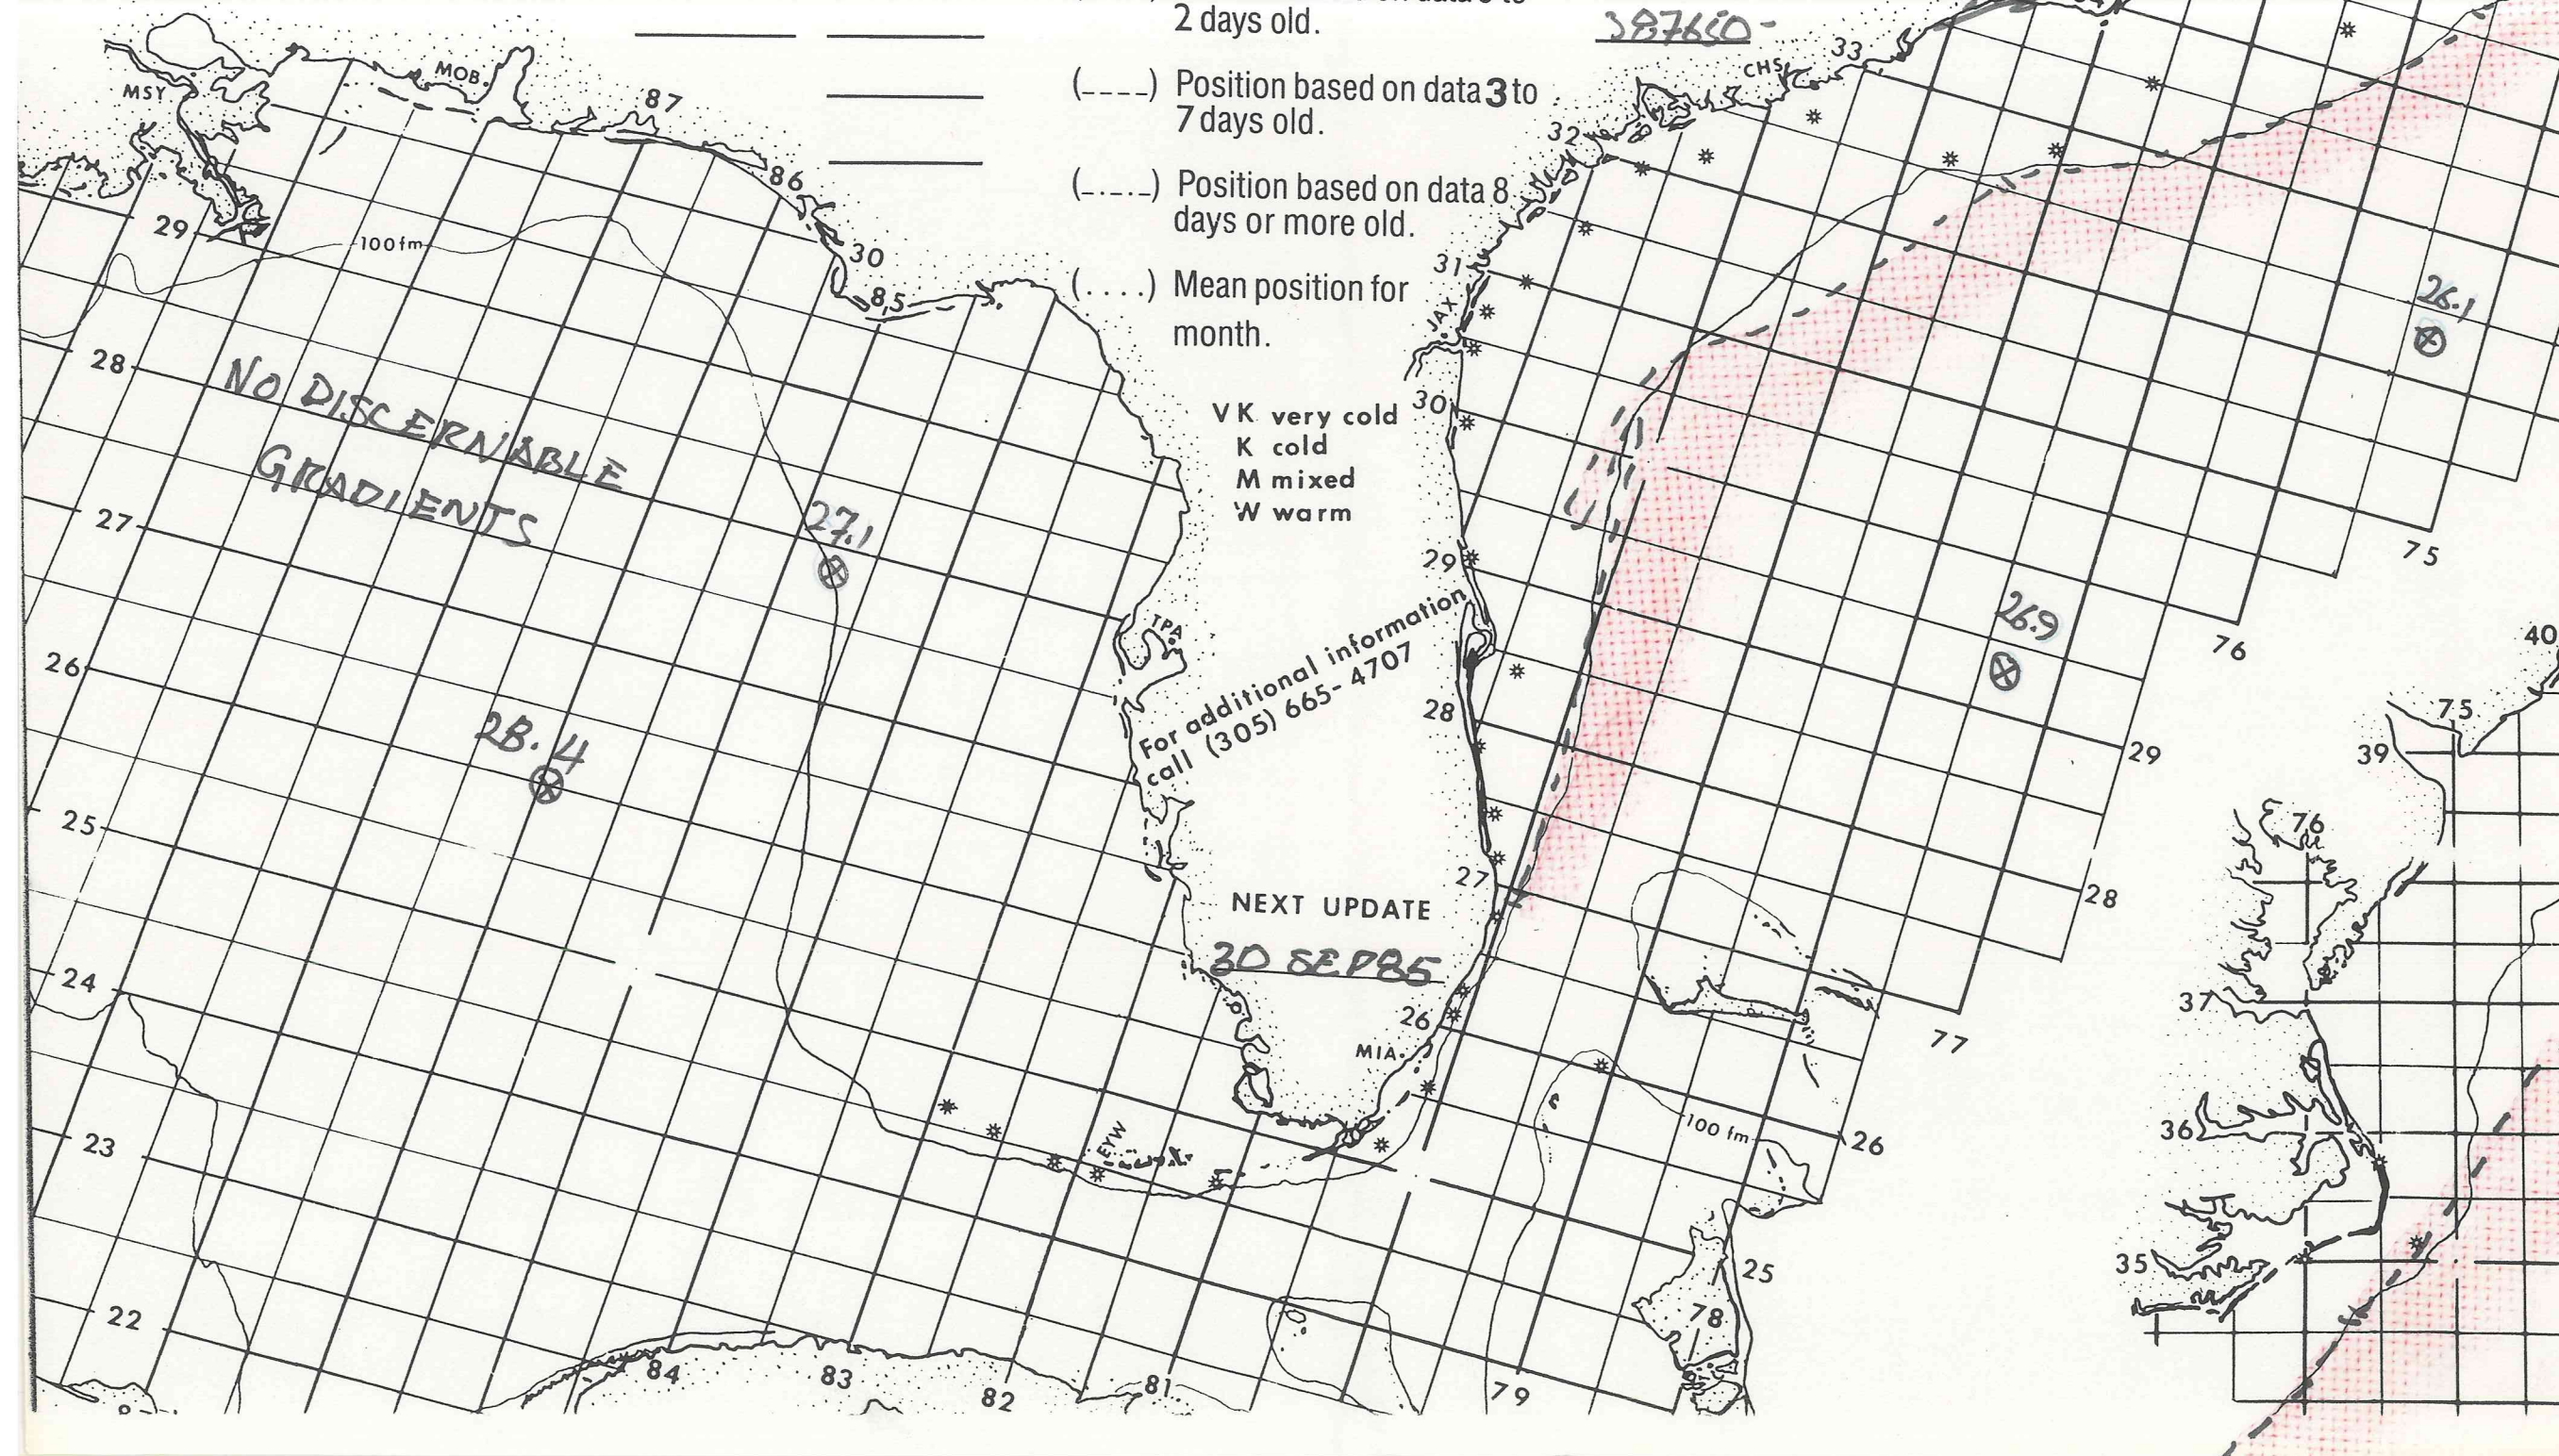 2 days old.
387650-
(----) Position based on data 3 to
7 days old.
(_._._) Position based on data 8
days or more old.
(....) Mean position for
month.
VK very cold
K cold
M mixed
W warm
For additional information
call (305) 665-4707
NEXT UPDATE
30 SEP 85
NO DISCERNABLE
GRADIENTS
27.1
28.4
26.1
26.9
MSY
MOB
87
86
30
85
29
100 fm
28
27
26
25
24
23
22
84
83
82
81
79
78
25
26
77
28
29
76
75
TPA
EYW
MIA
26
27
28
29
30
JAX
31
32
CHS
33
100 fm
40
75
39
76
37
36
35